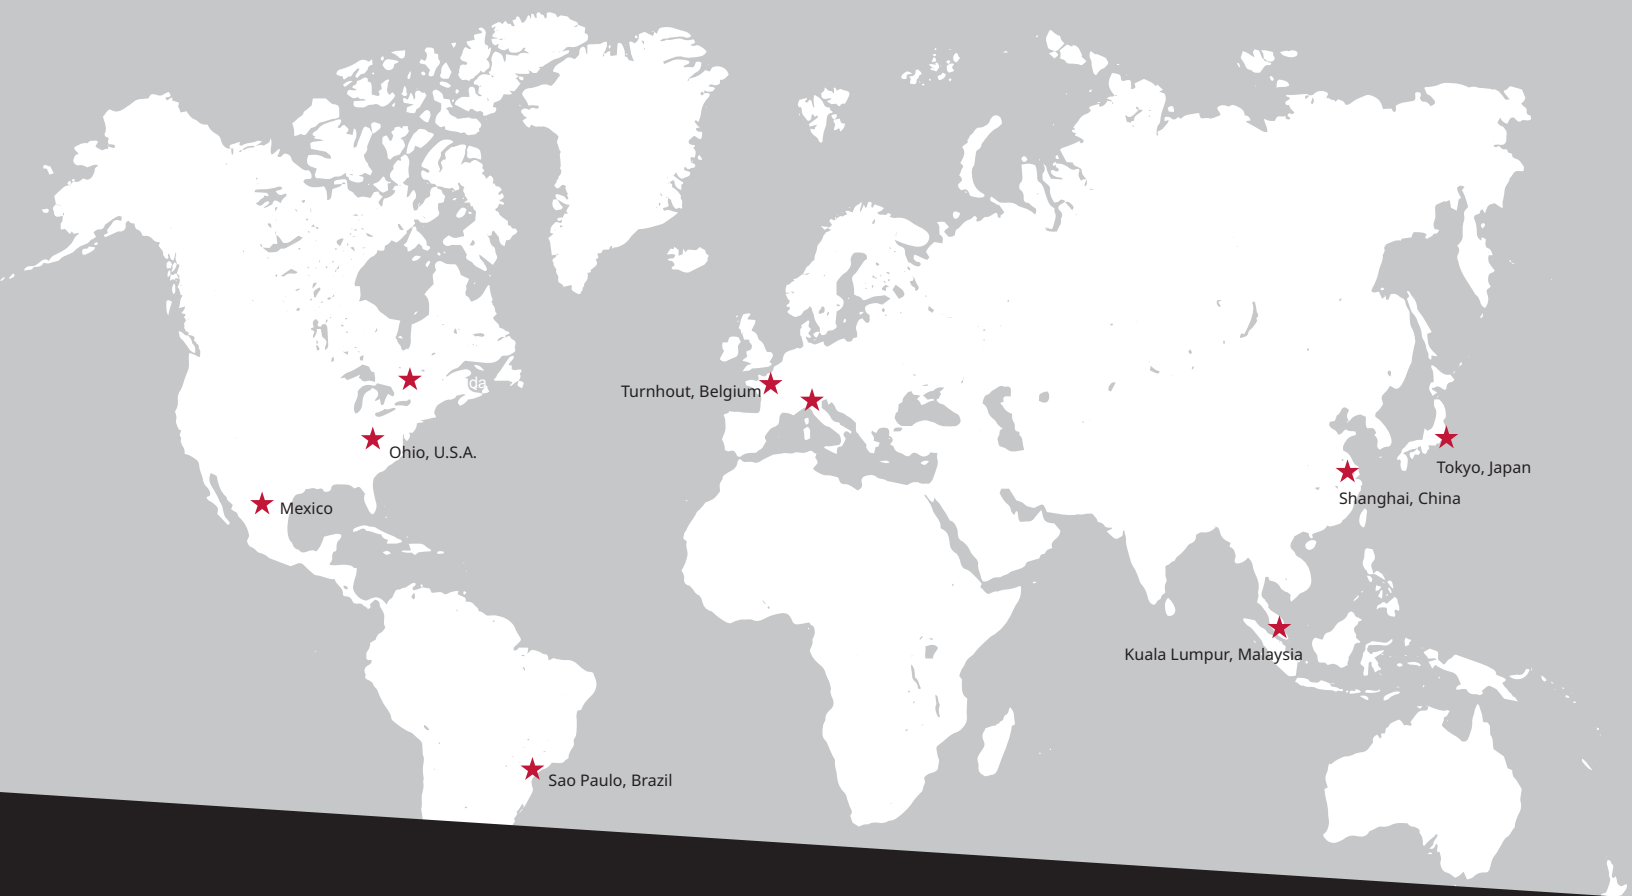 Turnhout, Belgium
Ohio, U.S.A.
Tokyo, Japan
Shanghai, China
Mexico
Kuala Lumpur, Malaysia
Sao Paulo, Brazil